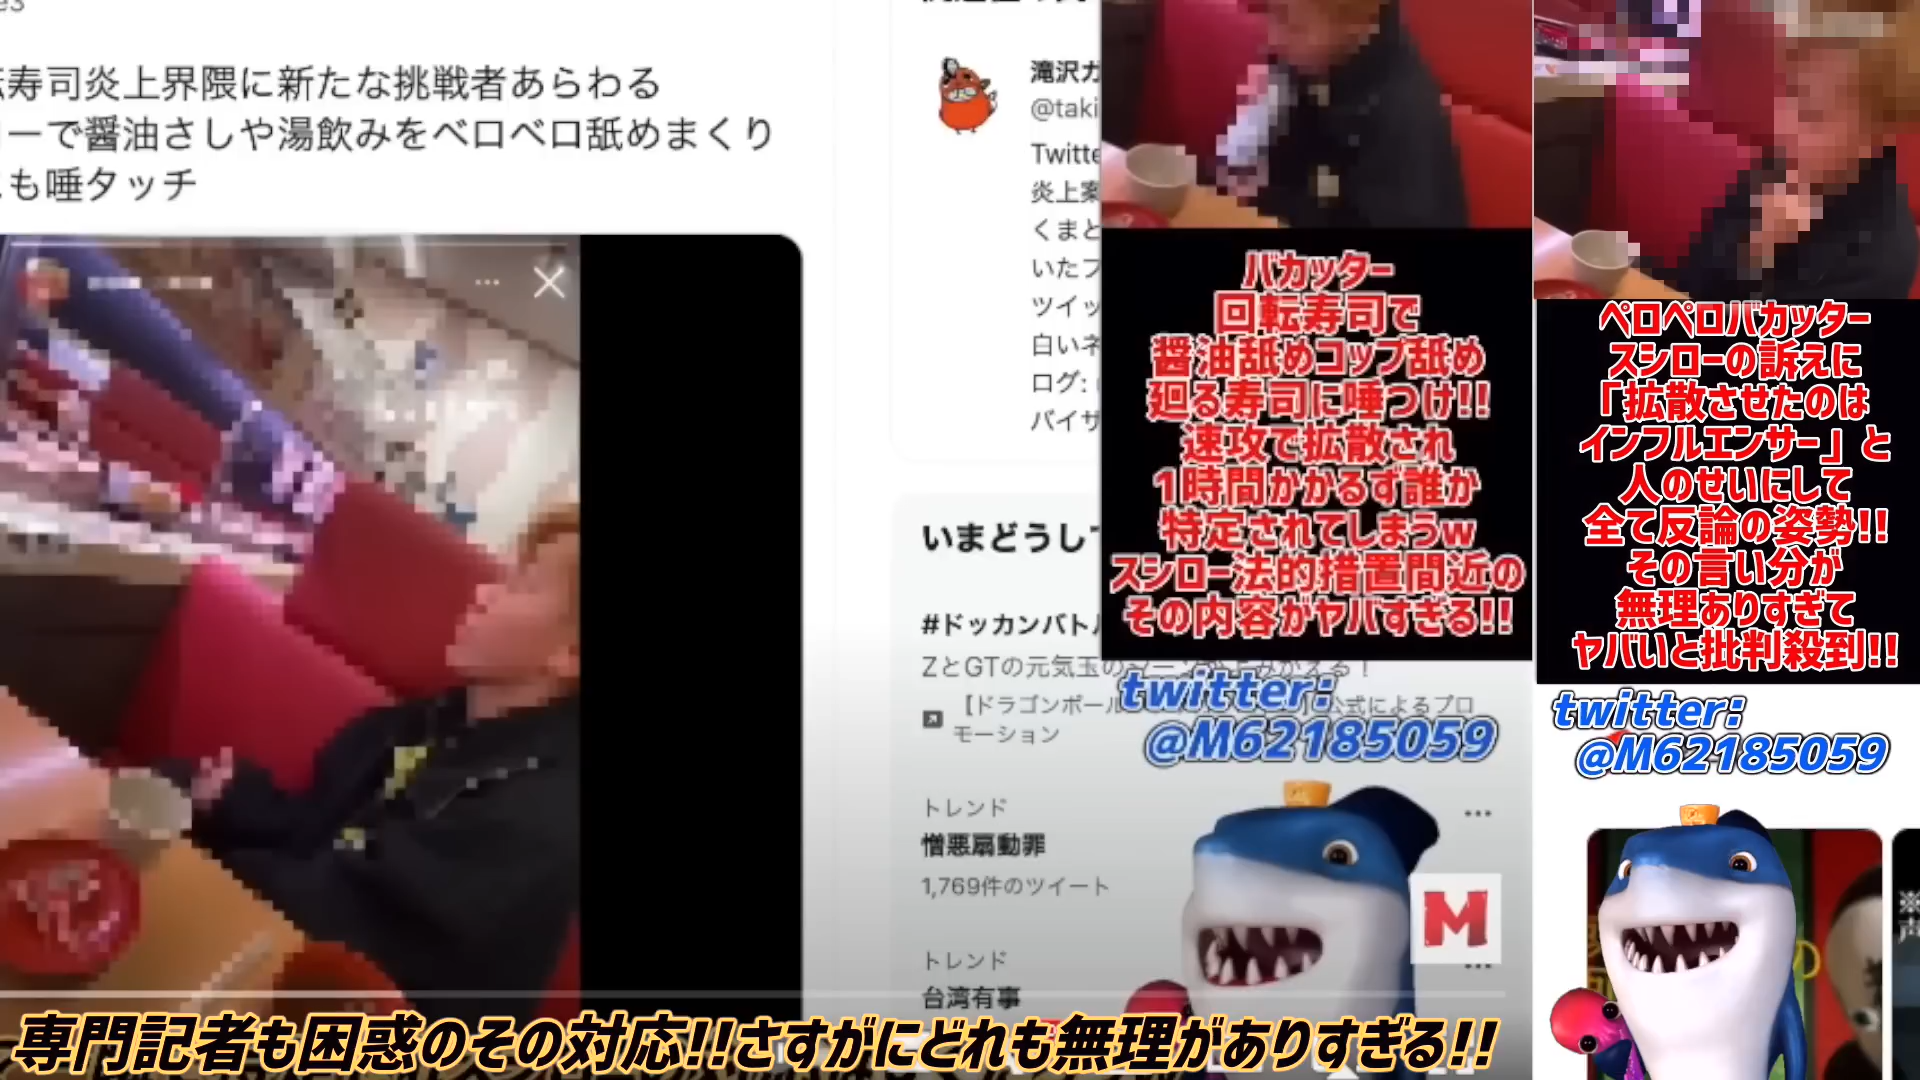 寿司炎上界隈に新たな挑戦者あらわる
ーで醤油さしや湯飲みをベロベロ舐めまくり
も唾タッチ
滝沢ガ
@taki
Twitte
炎上案
くまと
いたフ
ツイッ
白いネ
ログ:
バイザ
いまどうして
#ドッカンバトル
ZとGTの元気玉の
【ドラゴンボール
公式によるプロ
モーション
トレンド
憎悪扇動罪
1,769件のツイート
トレンド
台湾有事
バカッター
回転寿司で
醤油舐めコップ舐め
廻る寿司に唾つけ!!
速攻で拡散され
1時間かかるず誰か
特定されてしまうw
スシロー法的措置間近の
その内容がヤバすぎる!!
twitter:
@M62185059
M
ペロペロバカッター
スシローの訴えに
「拡散させたのは
インフルエンサー」と
人のせいにして
全て反論の姿勢!!
その言い分が
無理ありすぎて
ヤバいと批判殺到!!
twitter:
@M62185059
の
※
声
専門記者も困惑のその対応!!さすがにどれも無理がありすぎる!!